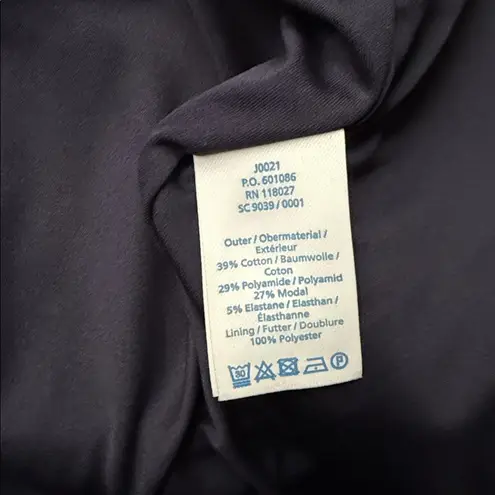 J0021
P.O. 601086
RN 118027
SC 9039 / 0001
Outer / Obermaterial /
Extérieur
39% Cotton / Baumwolle /
Coton
29% Polyamide / Polyamid
27% Modal
5% Elastane / Elasthan /
Élasthanne
Lining / Futter / Doublure
100% Polyester
30 P